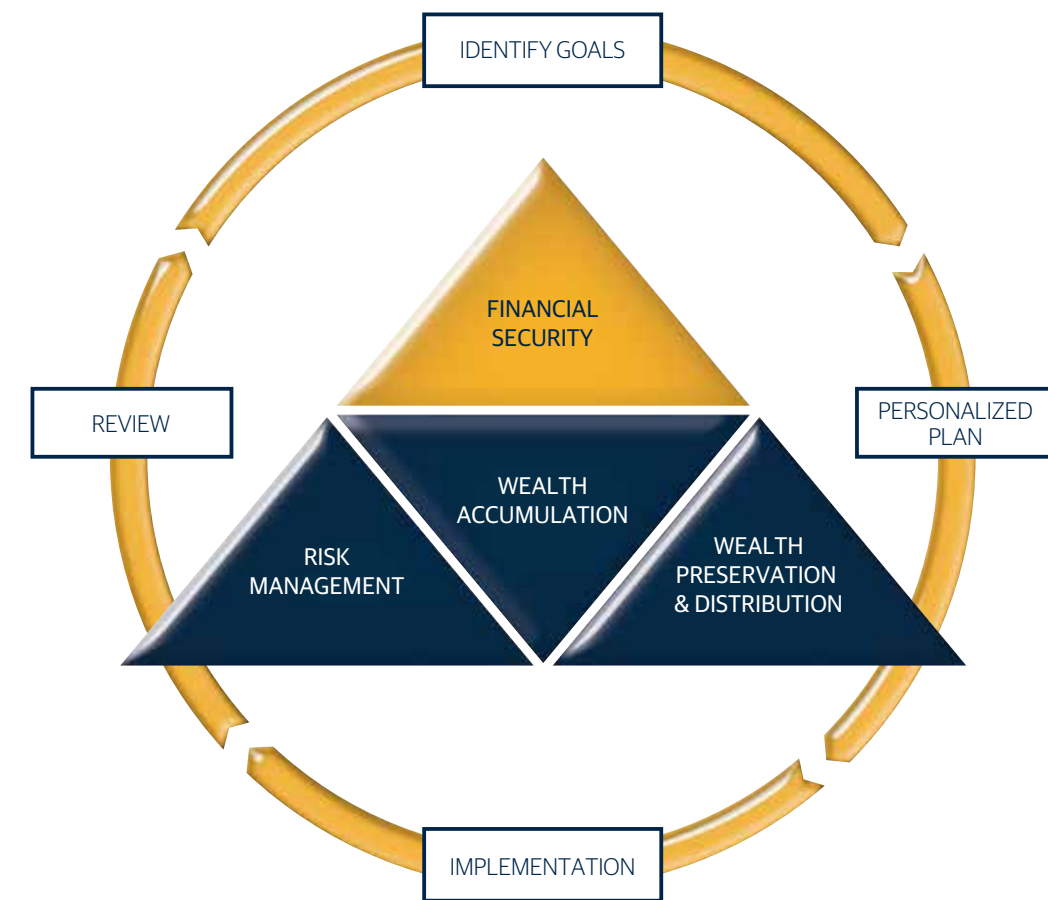 IDENTIFY GOALS
FINANCIAL
SECURITY
REVIEW
PERSONALIZED
PLAN
WEALTH
ACCUMULATION
RISK
MANAGEMENT
WEALTH
PRESERVATION
& DISTRIBUTION
IMPLEMENTATION